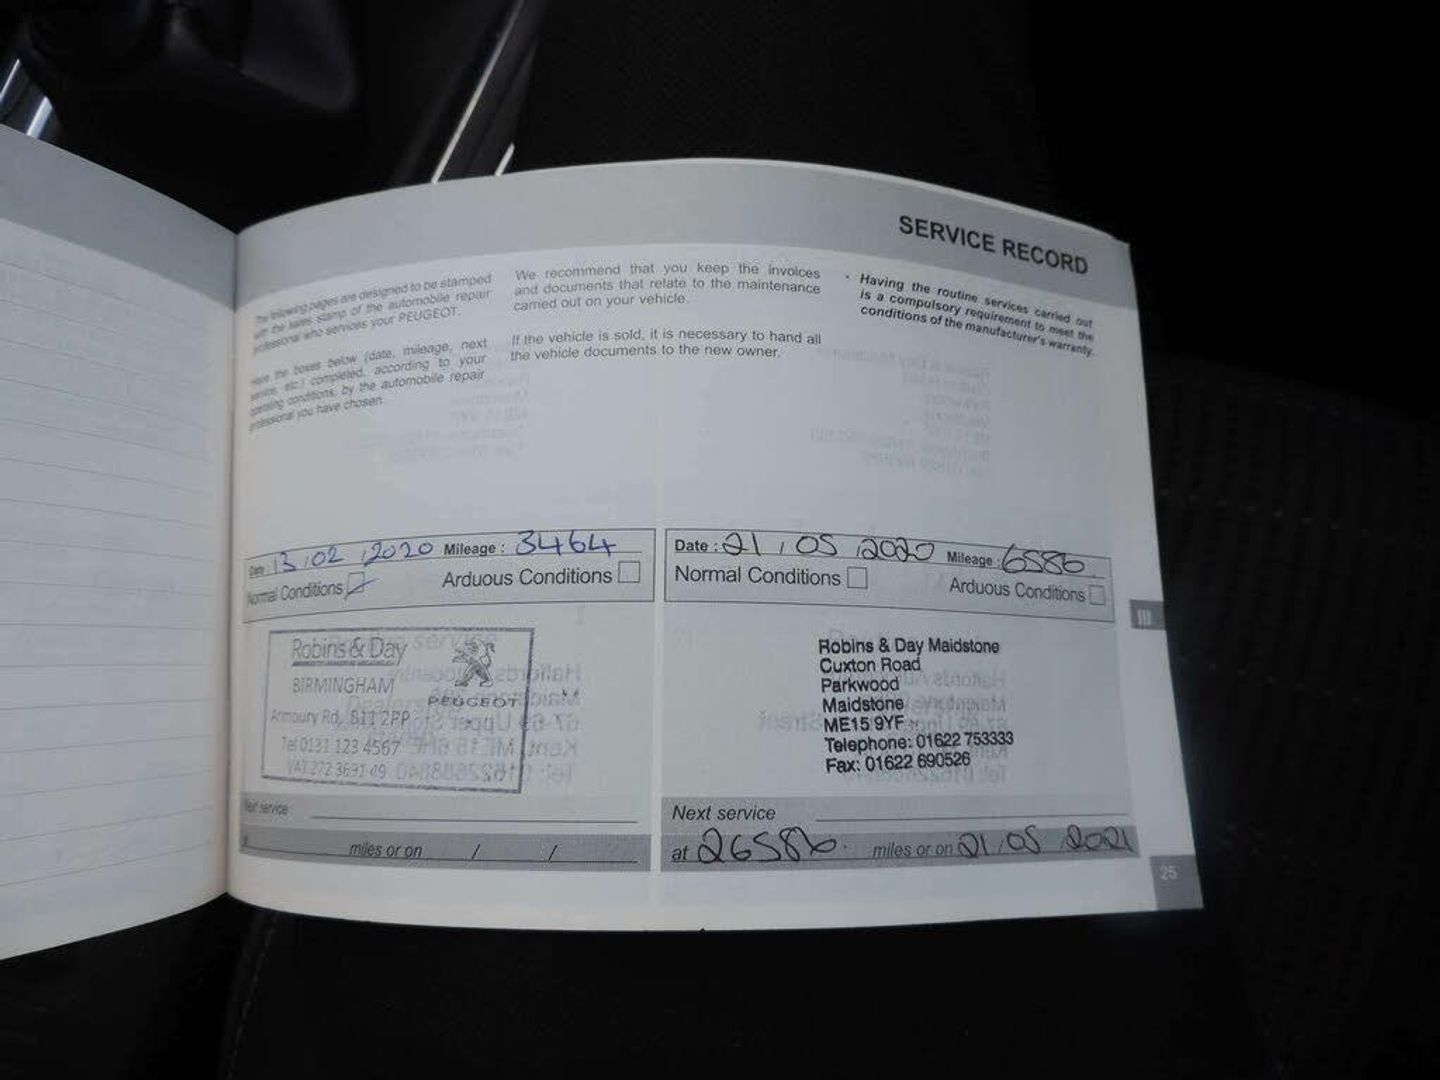 SERVICE RECORD
The following pages are designed to be stamped
with the sales stamp of the automobile repair
professional who services your PEUGEOT.
Have the boxes below (date, mileage, next
service, etc.) completed, according to your
operating conditions, by the automobile repair
professional you have chosen.
We recommend that you keep the invoices
and documents that relate to the maintenance
carried out on your vehicle.
If the vehicle is sold, it is necessary to hand all
the vehicle documents to the new owner.
- Having the routine services carried out
is a compulsory requirement to meet the
conditions of the manufacturer's warranty.
Date : 13 / 02 / 2020 Mileage : 3464
Normal Conditions Arduous Conditions
Robins & Day
BIRMINGHAM
PEUGEOT
Armoury Rd, B11 2PP
Tel 0131 123 4567
VAT 272 3691 49
Next service
at miles or on / /
Date : 21 / 05 / 2020 Mileage : 6586
Normal Conditions Arduous Conditions
Robins & Day Maidstone
Cuxton Road
Parkwood
Maidstone
ME15 9YF
Telephone: 01622 753333
Fax: 01622 690526
Next service
at 26586 miles or on 21 / 05 / 2021
III
25